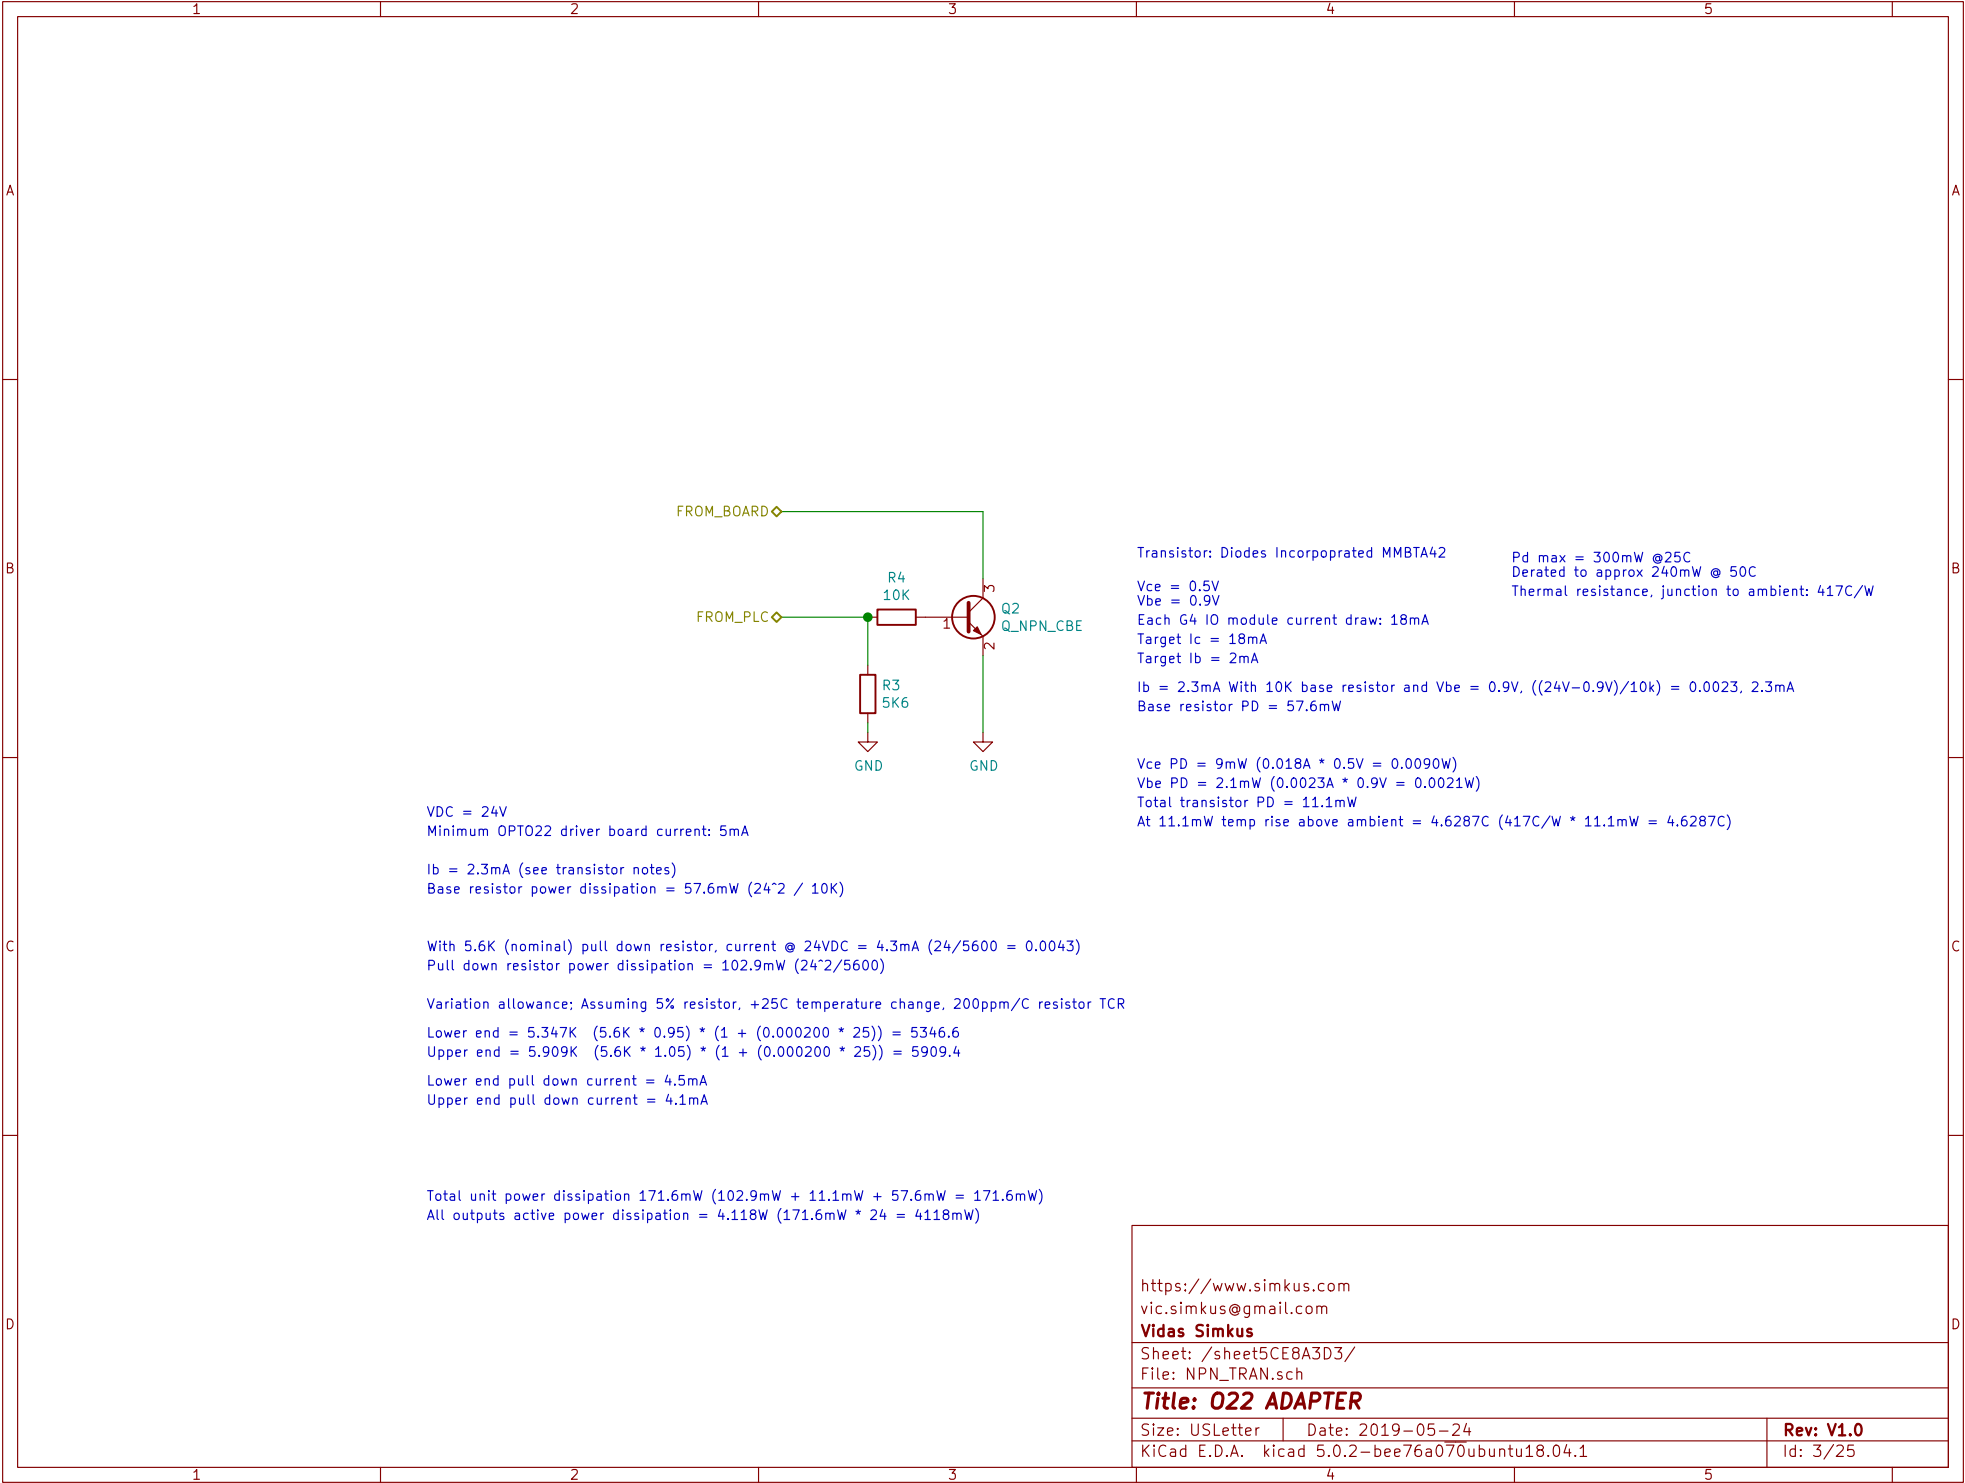 1 2 3 4 5
A A
FROM_BOARD
R4
10K
3
FROM_PLC
1
Q2
Q_NPN_CBE
2
R3
5K6
GND GND
Transistor: Diodes Incorpoprated MMBTA42
Vce = 0.5V
Vbe = 0.9V
Each G4 IO module current draw: 18mA
Target Ic = 18mA
Target Ib = 2mA
Pd max = 300mW @25C
Derated to approx 240mW @ 50C
Thermal resistance, junction to ambient: 417C/W
B B
Ib = 2.3mA With 10K base resistor and Vbe = 0.9V, ((24V-0.9V)/10k) = 0.0023, 2.3mA
Base resistor PD = 57.6mW
Vce PD = 9mW (0.018A * 0.5V = 0.0090W)
Vbe PD = 2.1mW (0.0023A * 0.9V = 0.0021W)
Total transistor PD = 11.1mW
At 11.1mW temp rise above ambient = 4.6287C (417C/W * 11.1mW = 4.6287C)
VDC = 24V
Minimum OPTO22 driver board current: 5mA
Ib = 2.3mA (see transistor notes)
Base resistor power dissipation = 57.6mW (24^2 / 10K)
With 5.6K (nominal) pull down resistor, current @ 24VDC = 4.3mA (24/5600 = 0.0043)
Pull down resistor power dissipation = 102.9mW (24^2/5600)
C C
Variation allowance; Assuming 5% resistor, +25C temperature change, 200ppm/C resistor TCR
Lower end = 5.347K (5.6K * 0.95) * (1 + (0.000200 * 25)) = 5346.6
Upper end = 5.909K (5.6K * 1.05) * (1 + (0.000200 * 25)) = 5909.4
Lower end pull down current = 4.5mA
Upper end pull down current = 4.1mA
Total unit power dissipation 171.6mW (102.9mW + 11.1mW + 57.6mW = 171.6mW)
All outputs active power dissipation = 4.118W (171.6mW * 24 = 4118mW)
https://www.simkus.com
vic.simkus@gmail.com
Vidas Simkus
D D
Sheet: /sheet5CE8A3D3/
File: NPN_TRAN.sch
Title: O22 ADAPTER
Size: USLetter Date: 2019-05-24 Rev: V1.0
KiCad E.D.A. kicad 5.0.2-bee76a070ubuntu18.04.1 Id: 3/25
1 2 3 4 5